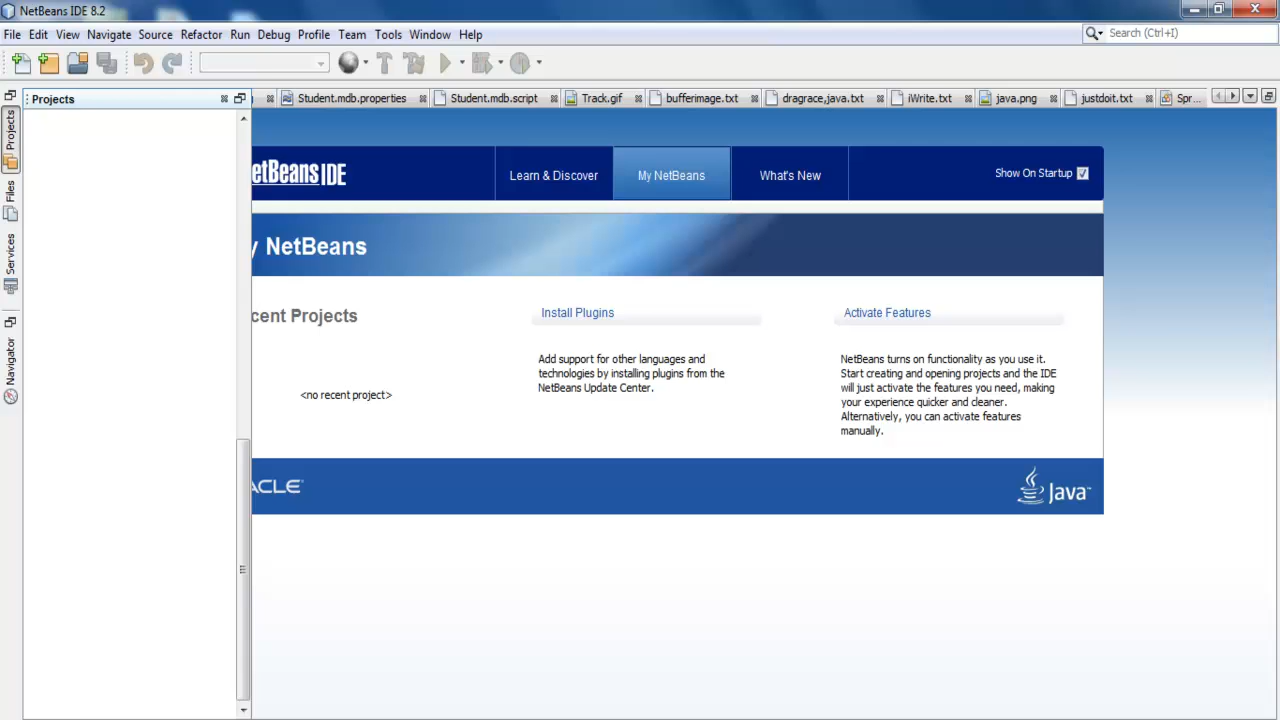 NetBeans IDE 8.2
File Edit View Navigate Source Refactor Run Debug Profile Team Tools Window Help
Search (Ctrl+I)
Projects
Student.mdb.properties Student.mdb.script Track.gif bufferimage.txt dragrace,java.txt iWrite.txt java.png justdoit.txt Spr...
Projects
Files
Services
Navigator
etBeans IDE
Learn & Discover My NetBeans What's New
Show On Startup
y NetBeans
cent Projects
<no recent project>
Install Plugins
Add support for other languages and
technologies by installing plugins from the
NetBeans Update Center.
Activate Features
NetBeans turns on functionality as you use it.
Start creating and opening projects and the IDE
will just activate the features you need, making
your experience quicker and cleaner.
Alternatively, you can activate features
manually.
ACLE
Java™